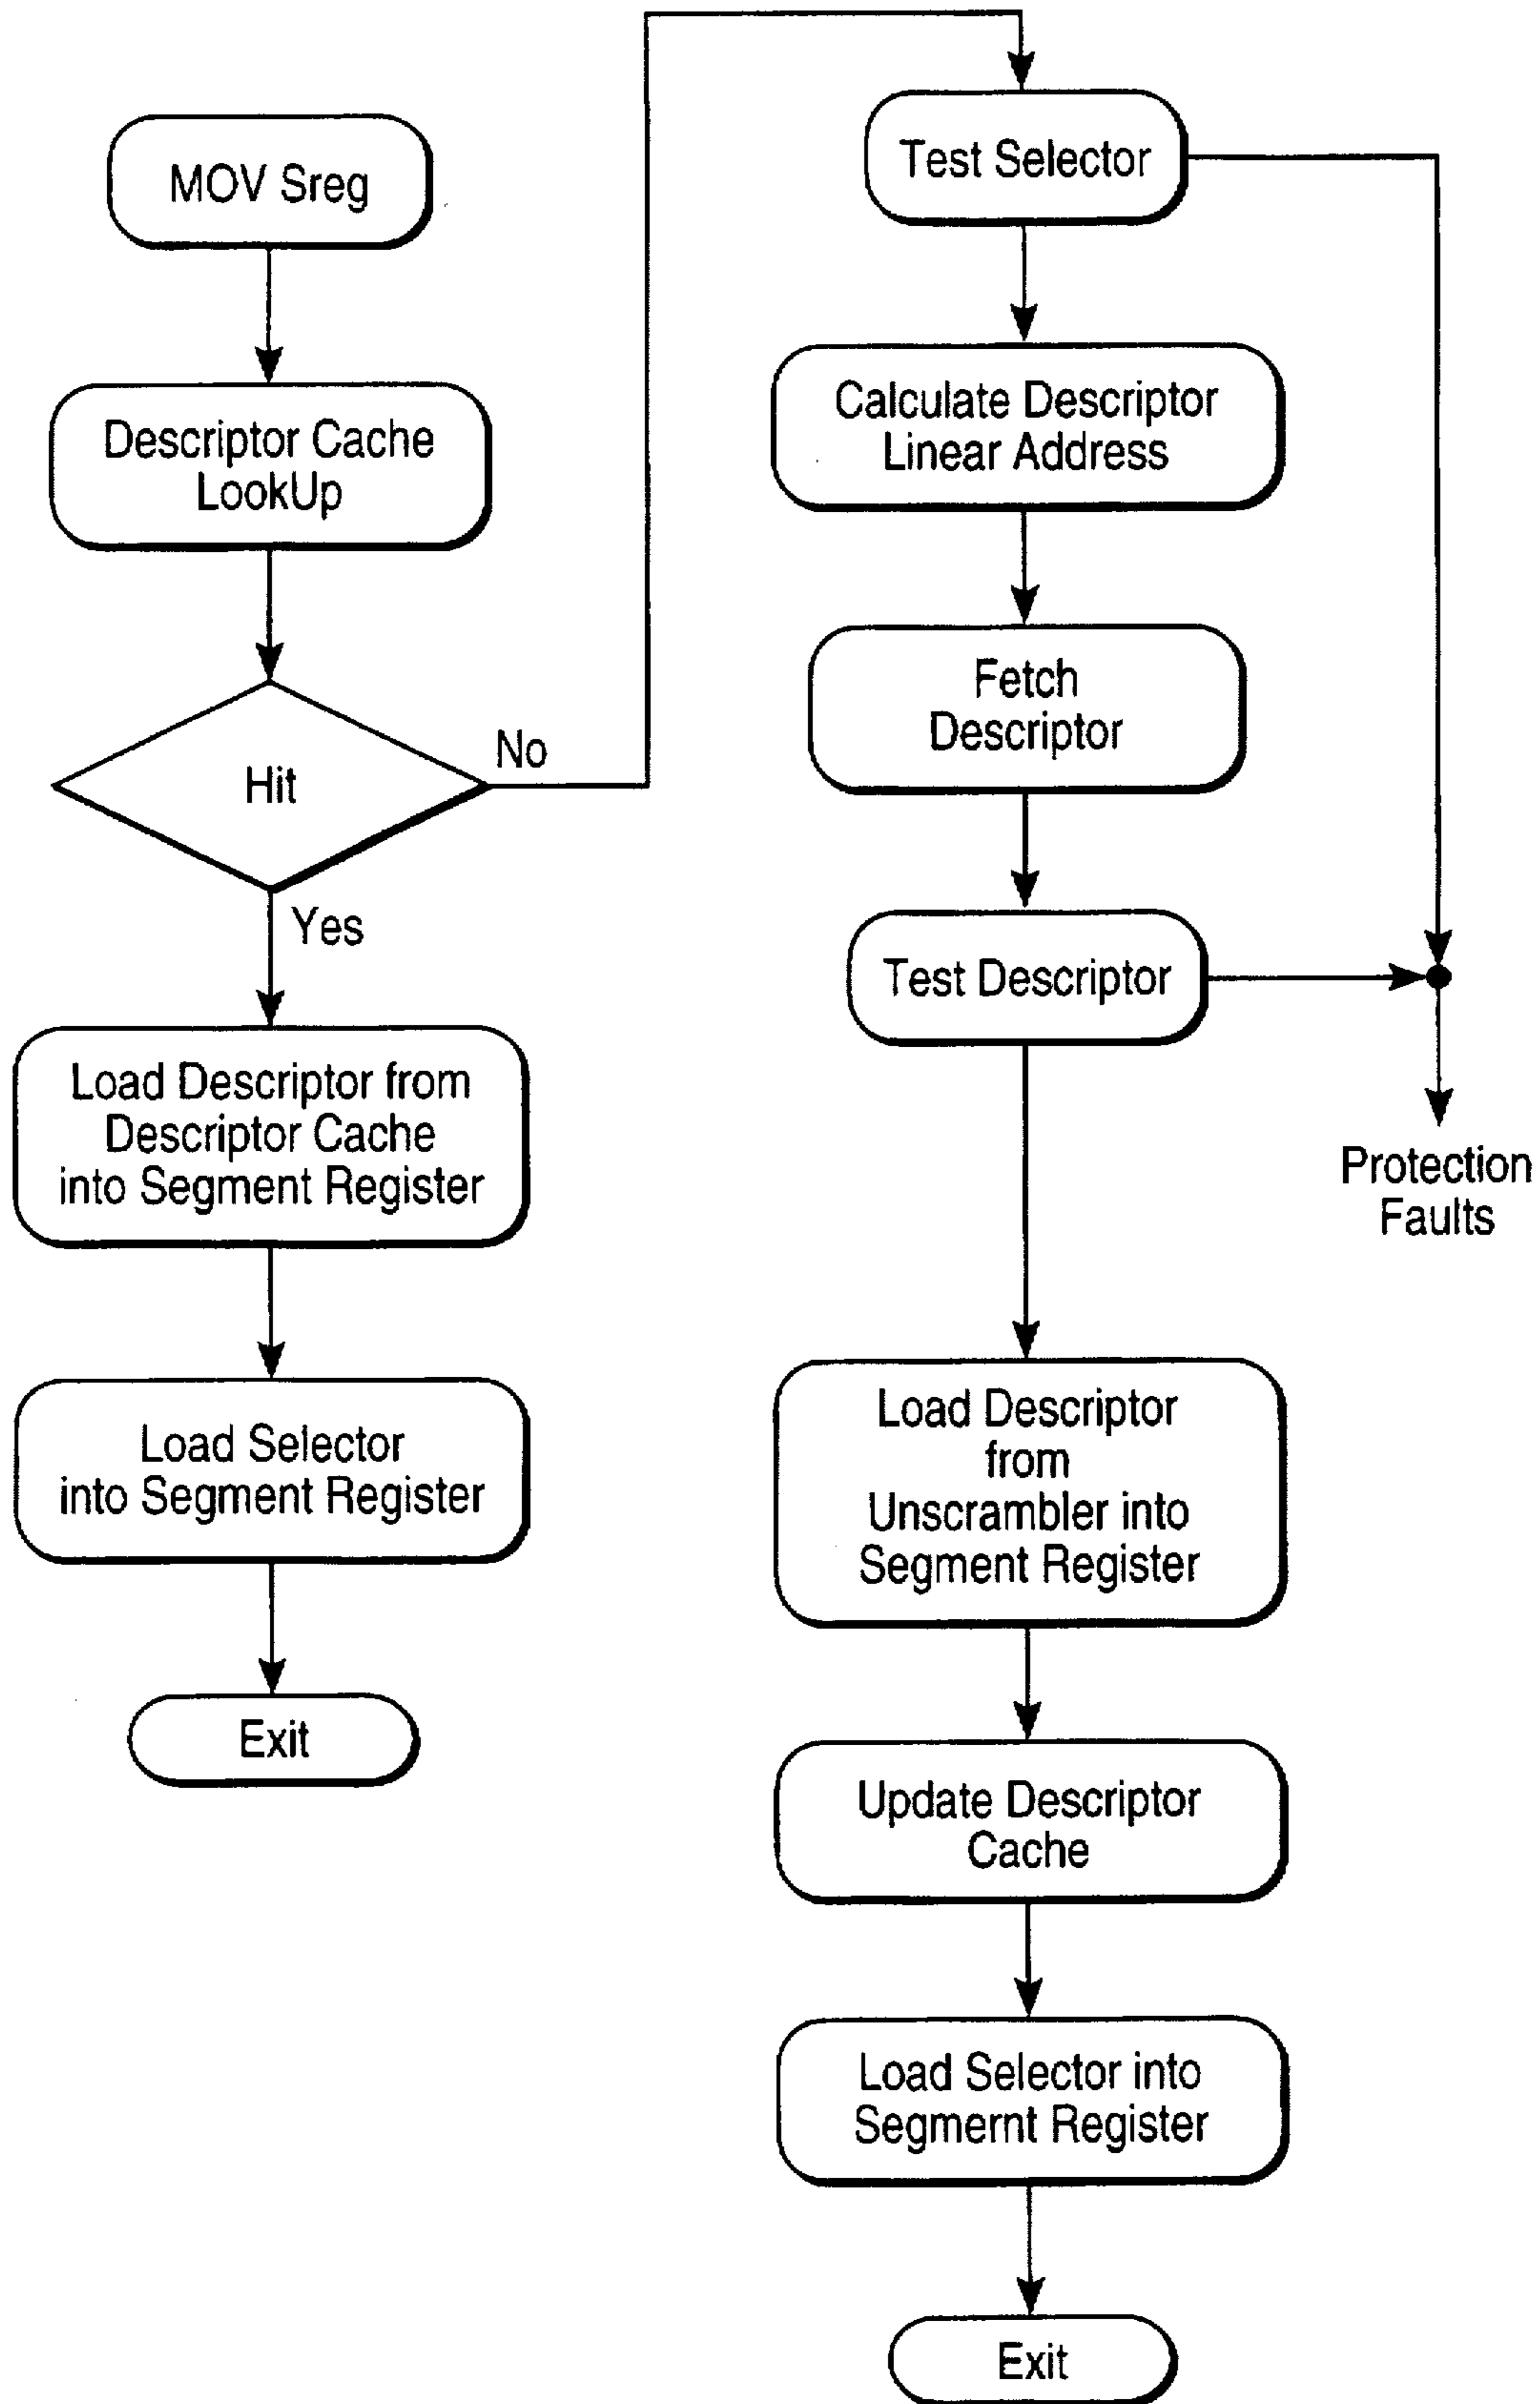 MOV Sreg
Descriptor Cache
LookUp
Hit
No
Yes
Load Descriptor from
Descriptor Cache
into Segment Register
Load Selector
into Segment Register
Exit
Test Selector
Calculate Descriptor
Linear Address
Fetch
Descriptor
Test Descriptor
Protection
Faults
Load Descriptor
from
Unscrambler into
Segment Register
Update Descriptor
Cache
Load Selector into
Segmernt Register
Exit